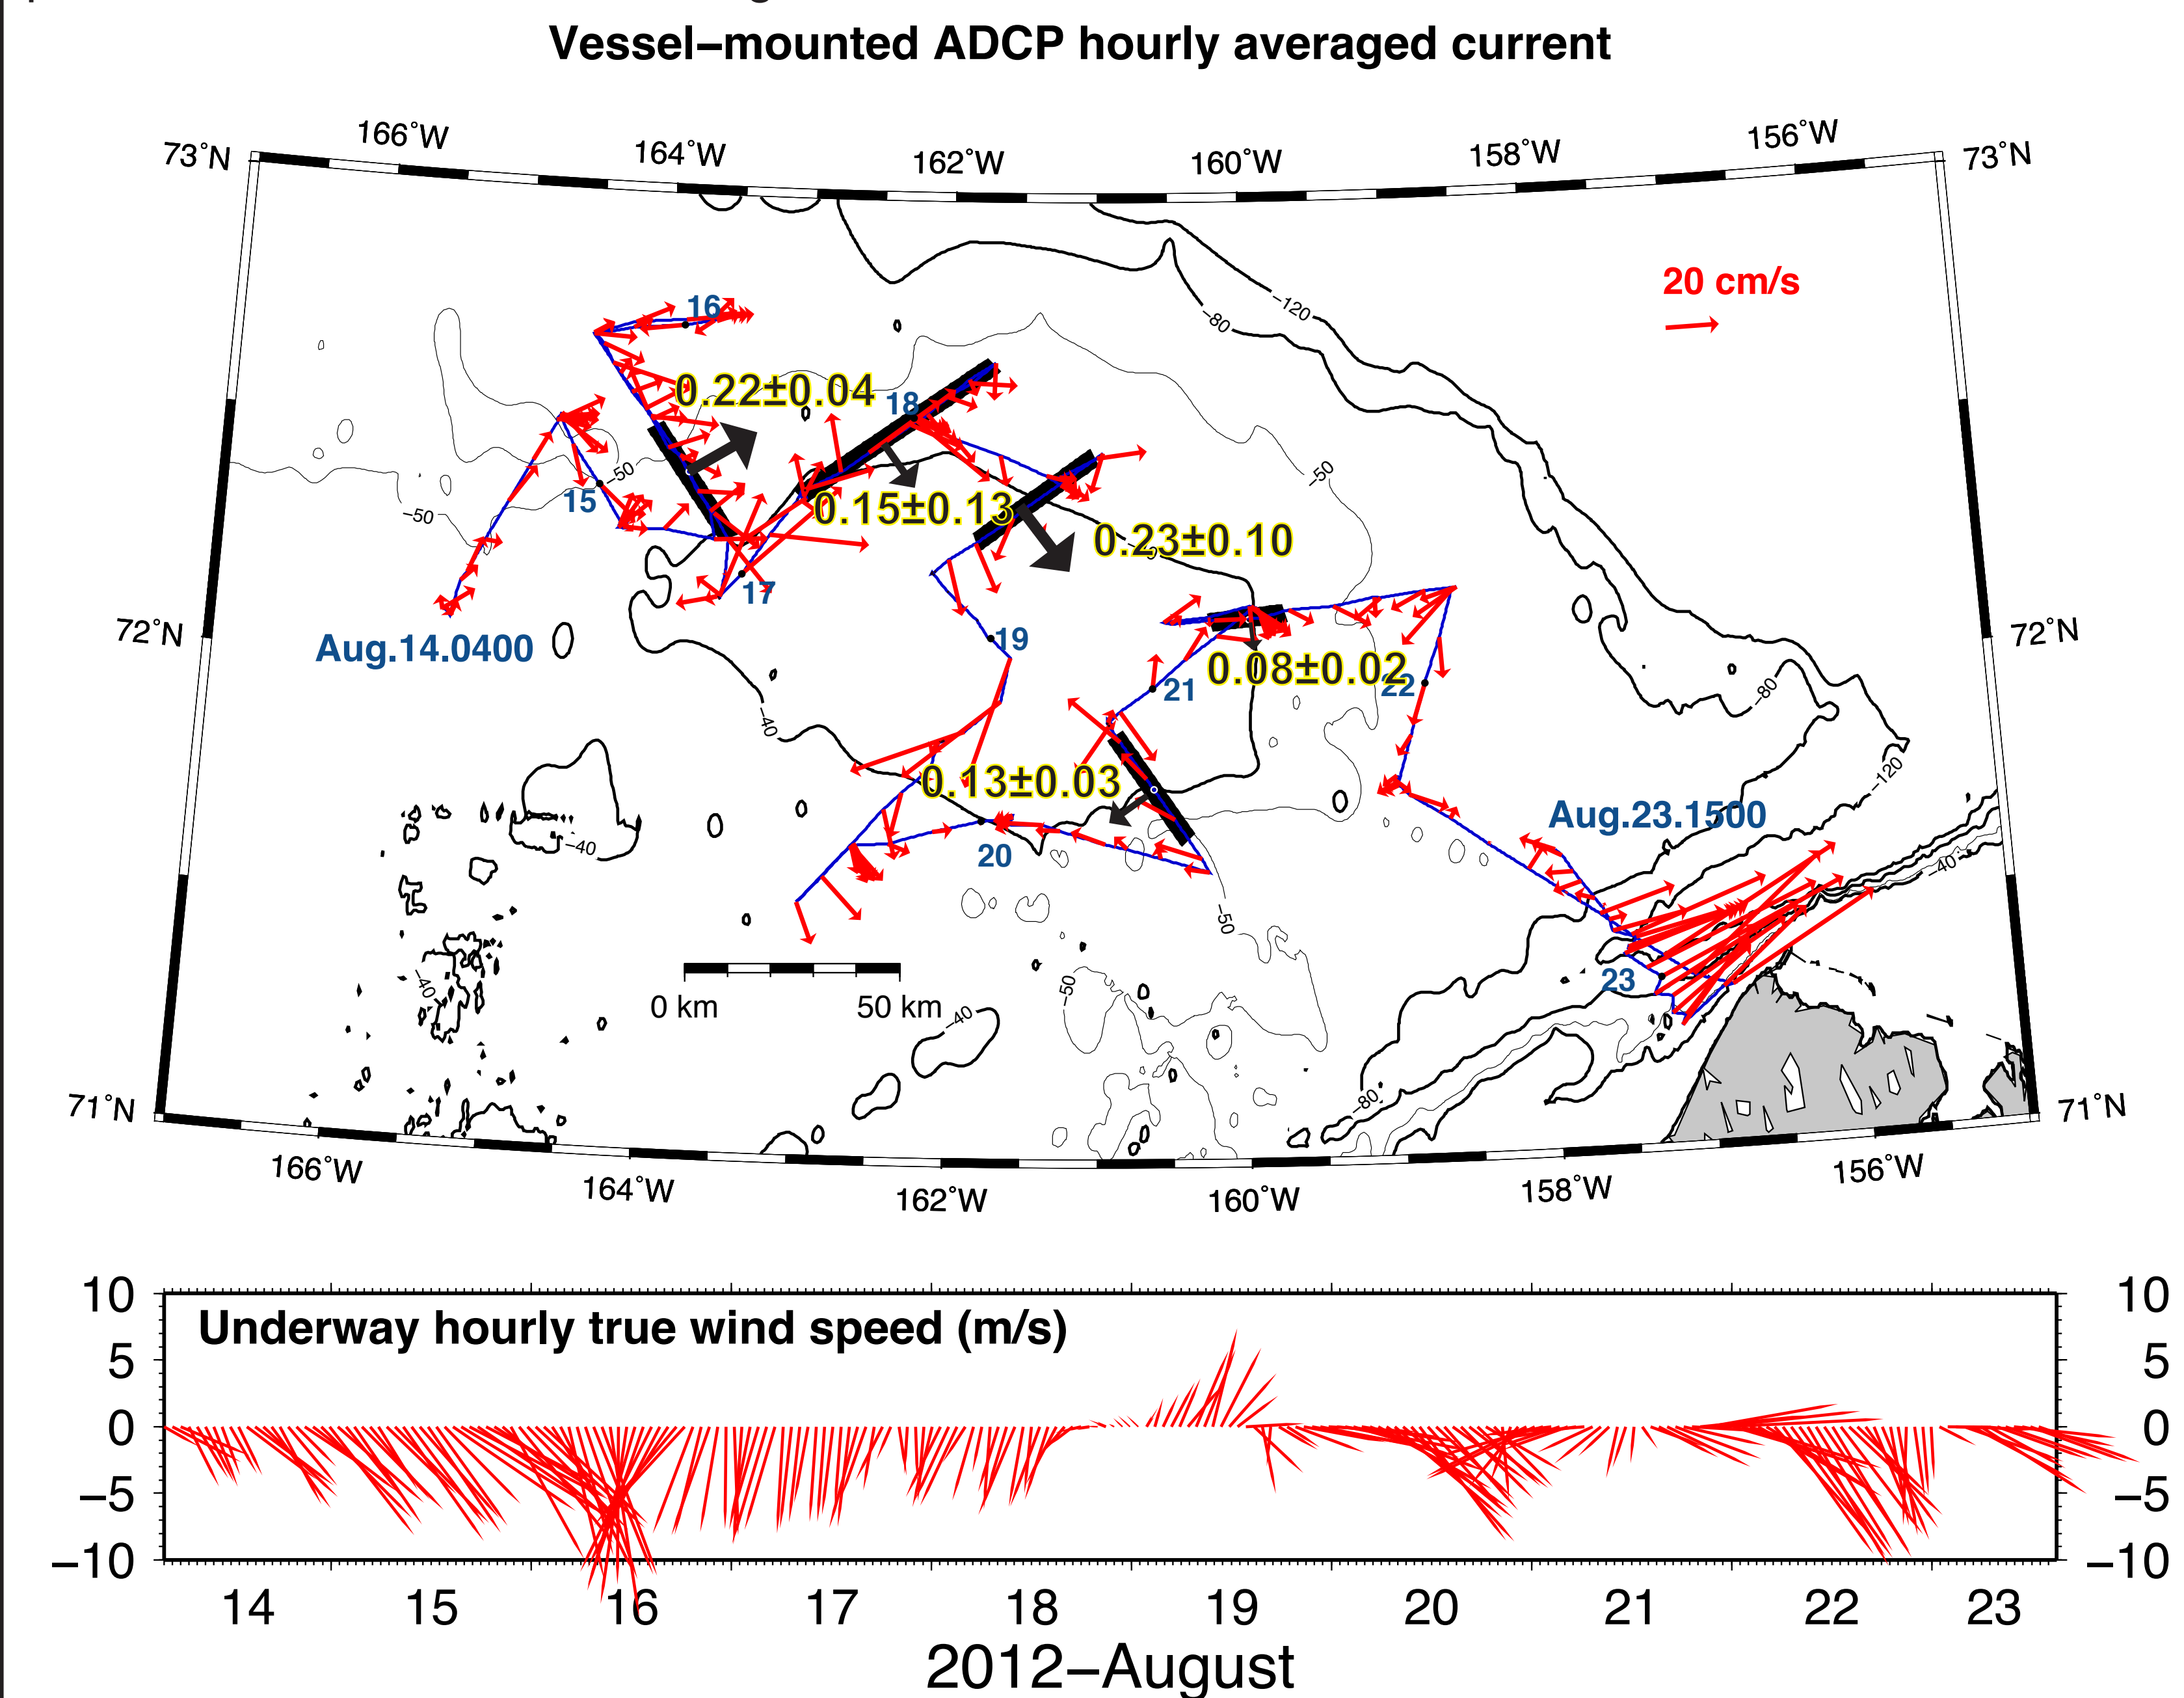 Vessel−mounted ADCP hourly averaged current
166˚W
164˚W
162˚W
160˚W
158˚W
156˚W
73˚N
73˚N
20 cm/s
−120
−80
16
0.22±0.04
18
−50
−50
15
−50
0.15±0.13
0.23±0.10
17
Aug.14.0400
72˚N
72˚N
19
0.08±0.02
21
22
−80
−40
0.13±0.03
−120
Aug.23.1500
−40
20
−40
−50
23
−40
−50
0 km
50 km
−40
−80
71˚N
71˚N
166˚W
164˚W
162˚W
160˚W
158˚W
156˚W
Underway hourly true wind speed (m/s)
10
5
0
−5
−10
10
5
0
−5
−10
14
15
16
17
18
19
20
21
22
23
2012−August